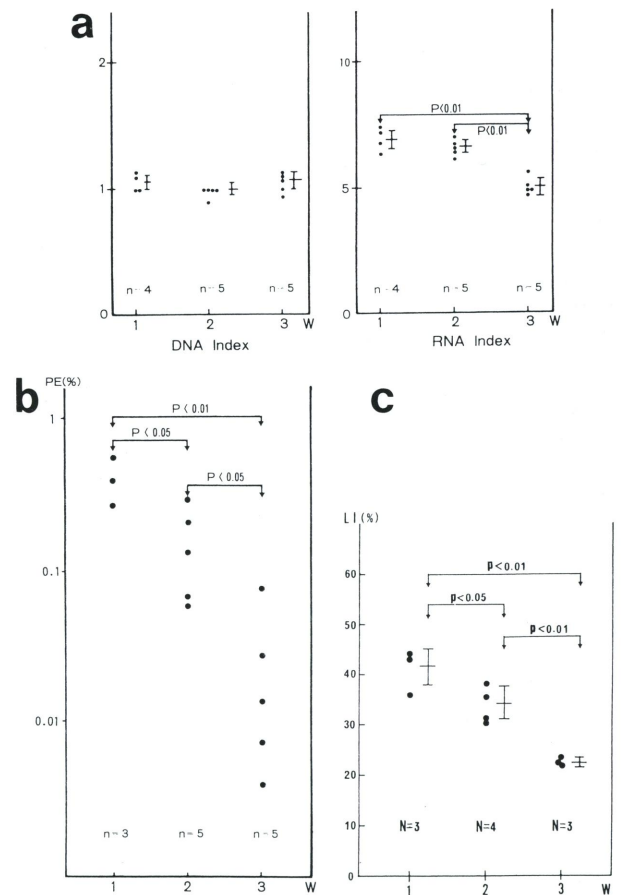 a
2
1
0
n=4
n=5
n=5
1 2 3 W
DNA Index
10
5
0
P<0.01
P<0.01
n=4
n=5
n=5
1 2 3 W
RNA Index
b
PE(%)
1
0.1
0.01
P<0.01
P<0.05
P<0.05
n=3
n=5
n=5
1 2 3 W
c
LI(%)
60
50
40
30
20
10
0
p<0.01
p<0.05
p<0.01
N=3
N=4
N=3
1 2 3 W